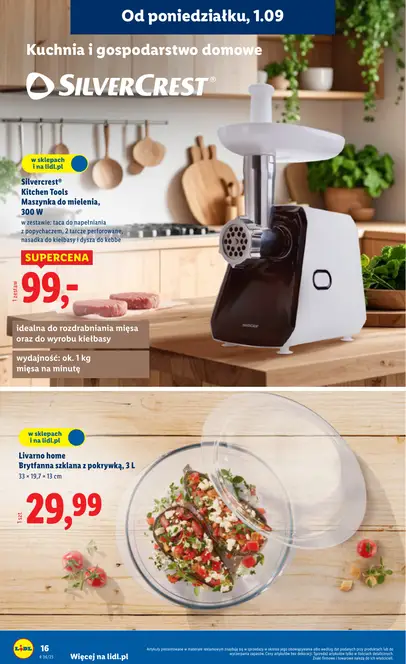 Od poniedziałku, 1.09
Kuchnia i gospodarstwo domowe
SILVERCREST®
w sklepach
i na lidl.pl
Silvercrest®
Kitchen Tools
Maszynka do mielenia,
300 W
w zestawie: taca do napełniania
z popychaczem, 2 tarcze perforowane,
nasadka do kiełbasy i dysza do kebbe
SUPERCENA
1 zestaw
99,-
idealna do rozdrabniania mięsa
oraz do wyrobu kiełbasy
wydajność: ok. 1 kg
mięsa na minutę
w sklepach
i na lidl.pl
Livarno home
Brytfanna szklana z pokrywką, 3 L
33 × 19,7 × 13 cm
1 szt.
29,99
LIDL
16
Więcej na lidl.pl